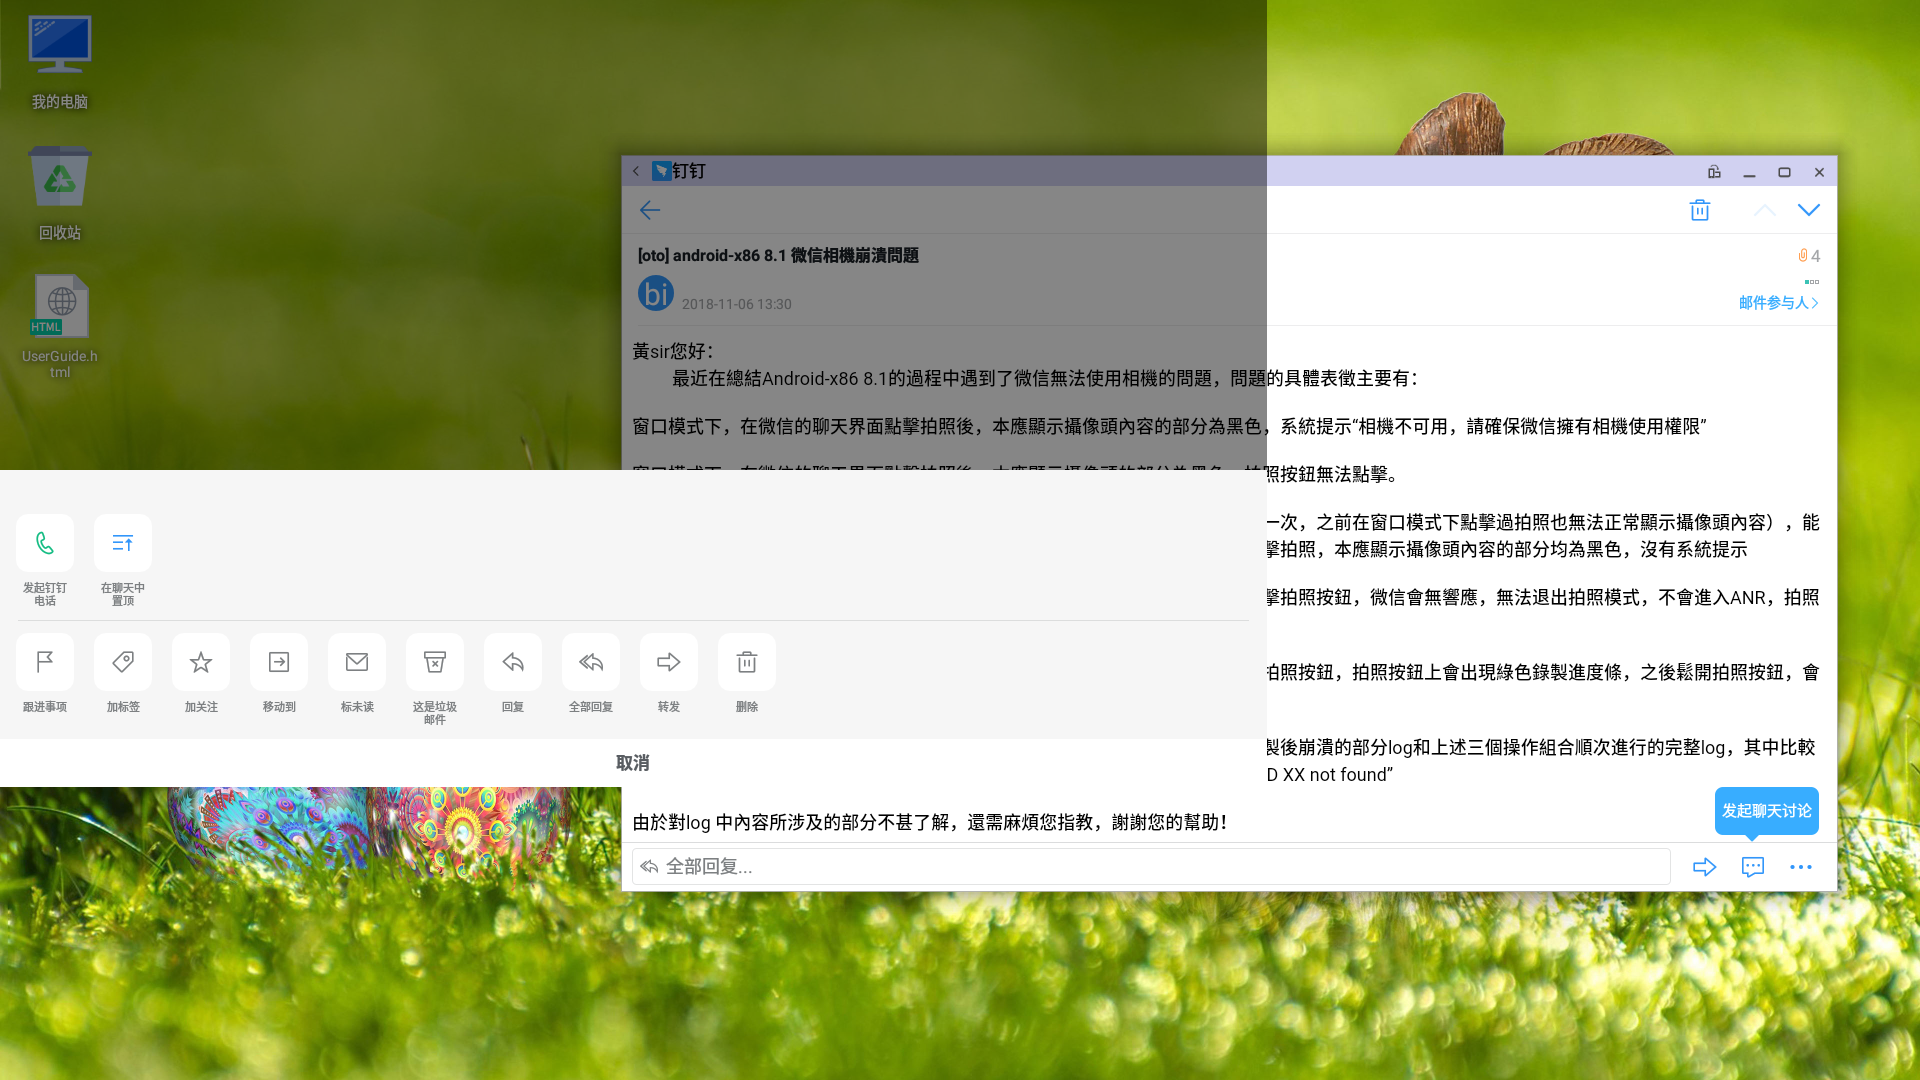 我的电脑
回收站
HTML
UserGuide.h
tml
钉钉
[oto] android-x86 8.1 微信相機崩潰問題
4
bi
2018-11-06 13:30
邮件参与人
黃sir您好：
最近在總結Android-x86 8.1的過程中遇到了微信無法使用相機的問題，問題的具體表徵主要有：
窗口模式下，在微信的聊天界面點擊拍照後，本應顯示攝像頭內容的部分為黑色，系統提示“相機不可用，請確保微信擁有相機使用權限”
照按鈕無法點擊。
一次，之前在窗口模式下點擊過拍照也無法正常顯示攝像頭內容），能
擊拍照，本應顯示攝像頭內容的部分均為黑色，沒有系統提示
擊拍照按鈕，微信會無響應，無法退出拍照模式，不會進入ANR，拍照
拍照按鈕，拍照按鈕上會出現綠色錄製進度條，之後鬆開拍照按鈕，會
製後崩潰的部分log和上述三個操作組合順次進行的完整log，其中比較
D XX not found”
由於對log 中內容所涉及的部分不甚了解，還需麻煩您指教，謝謝您的幫助！
发起聊天讨论
全部回复...
发起钉钉
电话
在聊天中
置顶
跟进事项
加标签
加关注
移动到
标未读
这是垃圾
邮件
回复
全部回复
转发
删除
取消